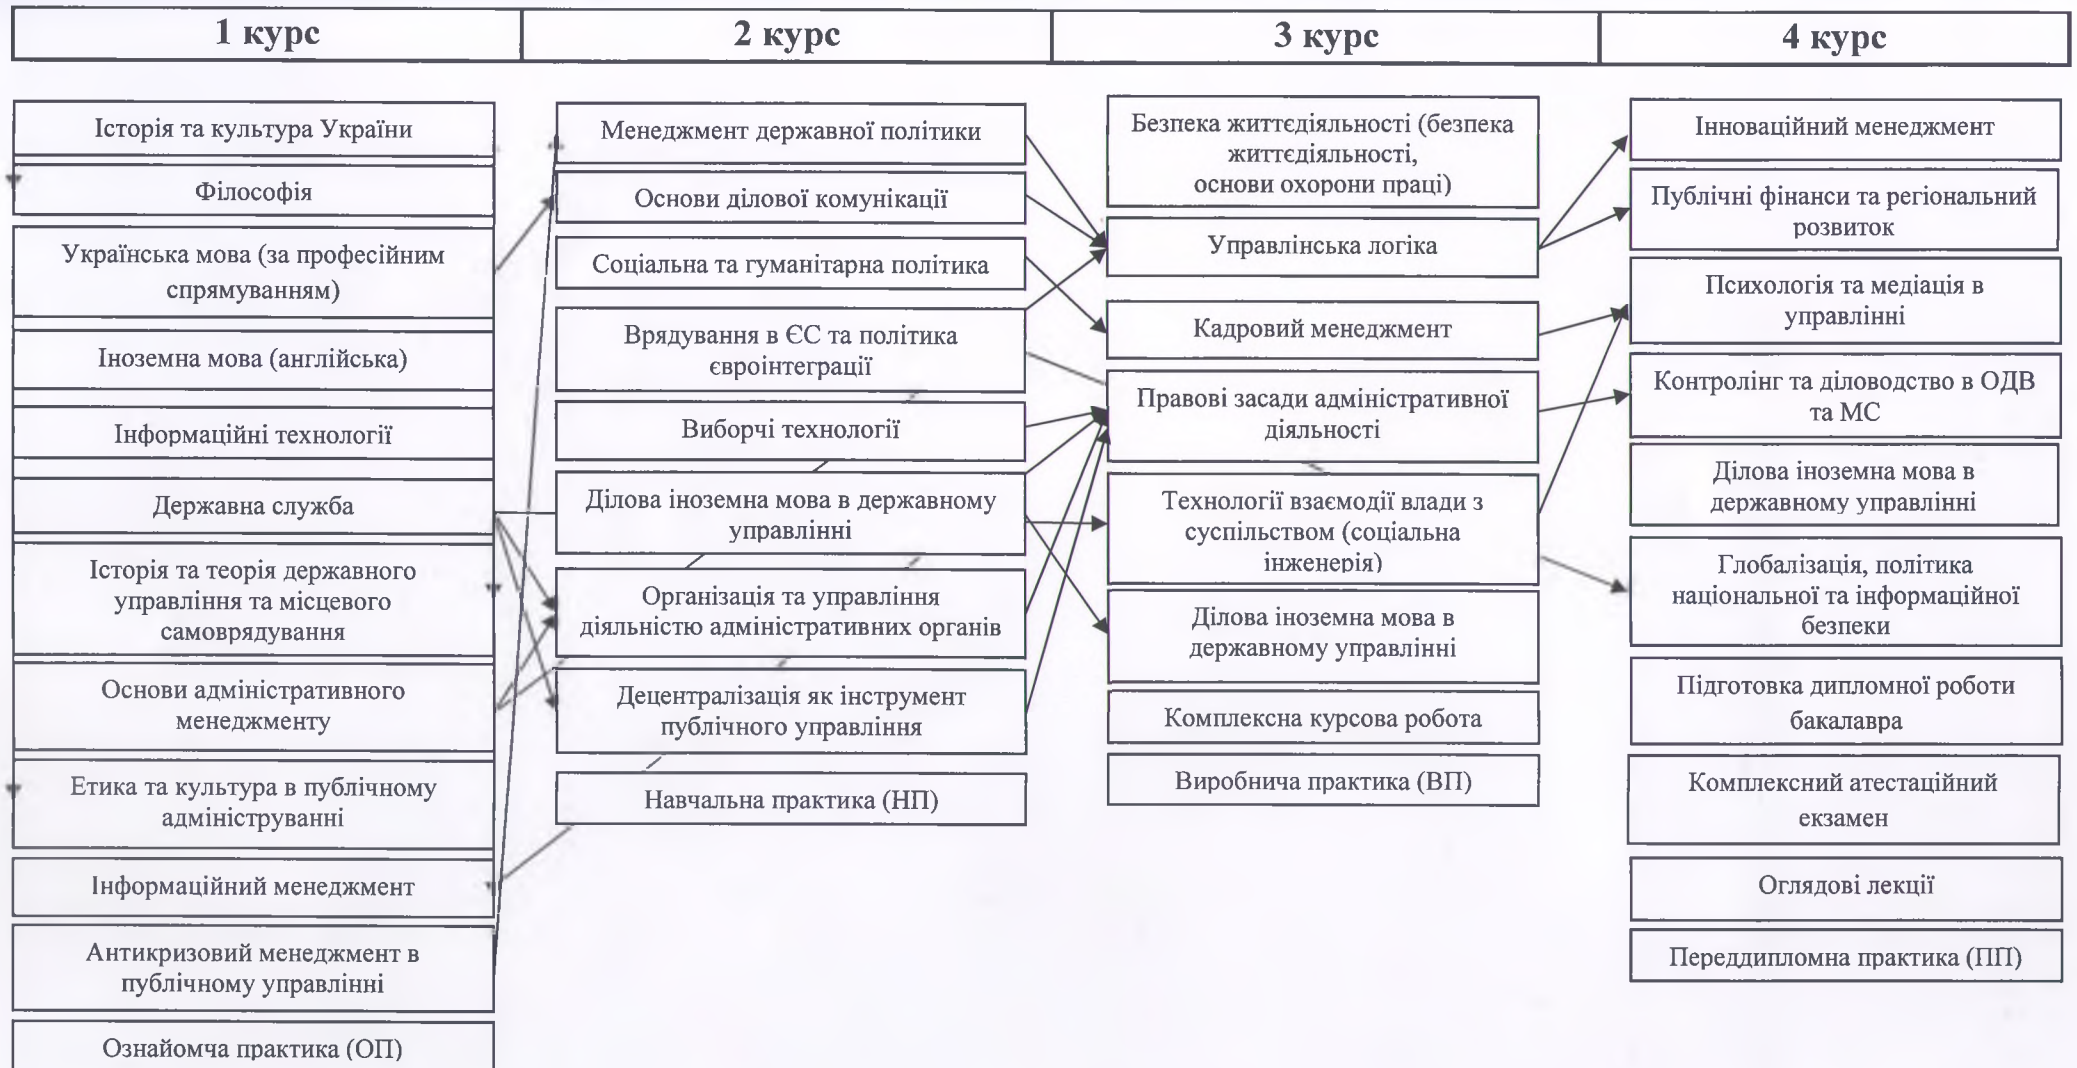 1 курс
2 курс
3 курс
4 курс
Історія та культура України
Філософія
Українська мова (за професійним
спрямуванням)
Іноземна мова (англійська)
Інформаційні технології
Державна служба
Історія та теорія державного
управління та місцевого
самоврядування
Основи адміністративного
менеджменту
Етика та культура в публічному
адмініструванні
Інформаційний менеджмент
Антикризовий менеджмент в
публічному управлінні
Ознайомча практика (ОП)
Менеджмент державної політики
Основи ділової комунікації
Соціальна та гуманітарна політика
Врядування в ЄС та політика
євроінтеграції
Виборчі технології
Ділова іноземна мова в державному
управлінні
Організація та управління
діяльністю адміністративних органів
Децентралізація як інструмент
публічного управління
Навчальна практика (НП)
Безпека життєдіяльності (безпека
життєдіяльності,
основи охорони праці)
Управлінська логіка
Кадровий менеджмент
Правові засади адміністративної
діяльності
Технології взаємодії влади з
суспільством (соціальна
інженерія)
Ділова іноземна мова в
державному управлінні
Комплексна курсова робота
Виробнича практика (ВП)
Інноваційний менеджмент
Публічні фінанси та регіональний
розвиток
Психологія та медіація в
управлінні
Контролінг та діловодство в ОДВ
та МС
Ділова іноземна мова в
державному управлінні
Глобалізація, політика
національної та інформаційної
безпеки
Підготовка дипломної роботи
бакалавра
Комплексний атестаційний
екзамен
Оглядові лекції
Переддипломна практика (ПП)